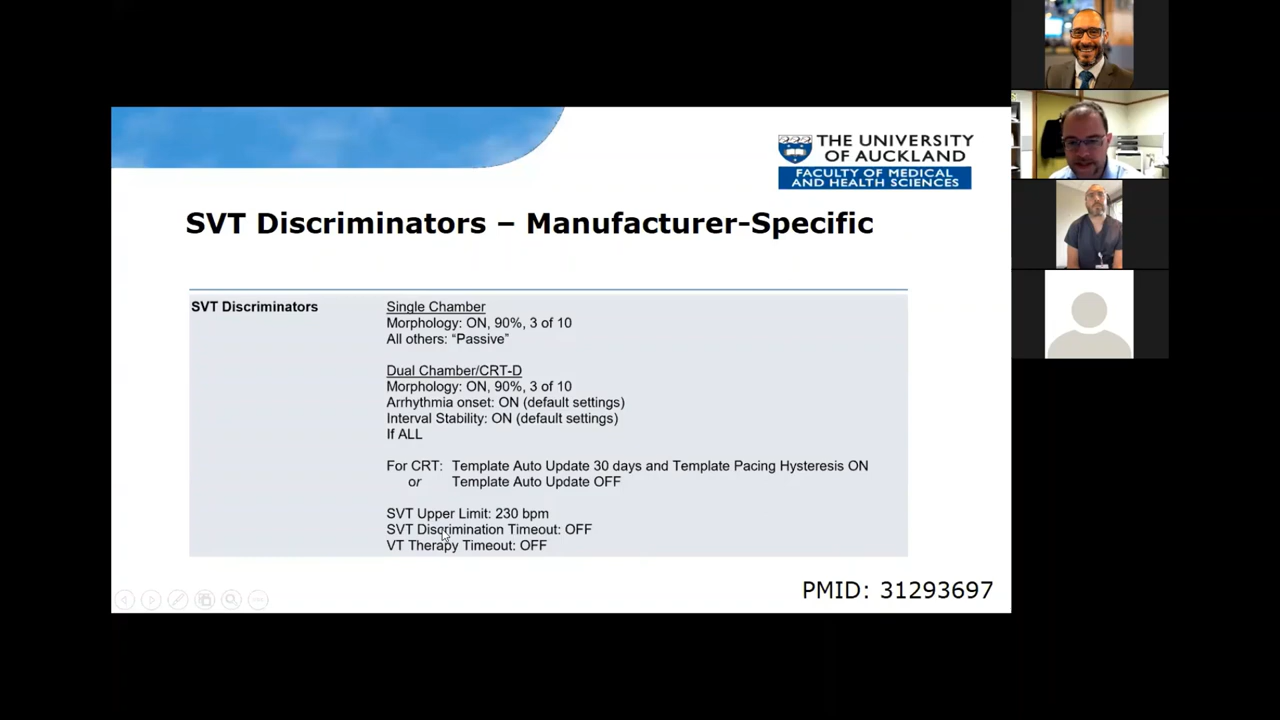 THE UNIVERSITY
OF AUCKLAND
FACULTY OF MEDICAL
AND HEALTH SCIENCES
SVT Discriminators – Manufacturer-Specific
SVT Discriminators
Single Chamber
Morphology: ON, 90%, 3 of 10
All others: “Passive”
Dual Chamber/CRT-D
Morphology: ON, 90%, 3 of 10
Arrhythmia onset: ON (default settings)
Interval Stability: ON (default settings)
If ALL
For CRT: Template Auto Update 30 days and Template Pacing Hysteresis ON
or Template Auto Update OFF
SVT Upper Limit: 230 bpm
SVT Discrimination Timeout: OFF
VT Therapy Timeout: OFF
PMID: 31293697